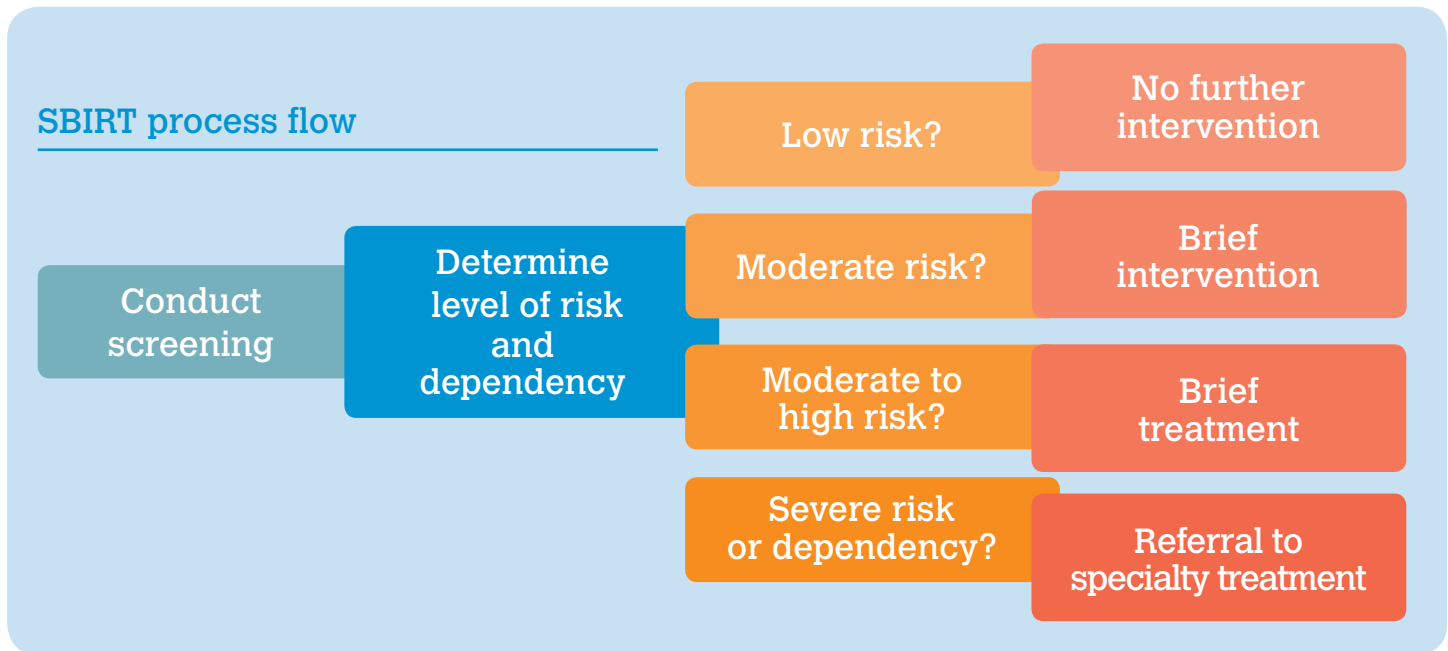 SBIRT process flow
Conduct
screening
Determine
level of risk
and
dependency
Low risk?
No further
intervention
Moderate risk?
Brief
intervention
Moderate to
high risk?
Brief
treatment
Severe risk
or dependency?
Referral to
specialty treatment